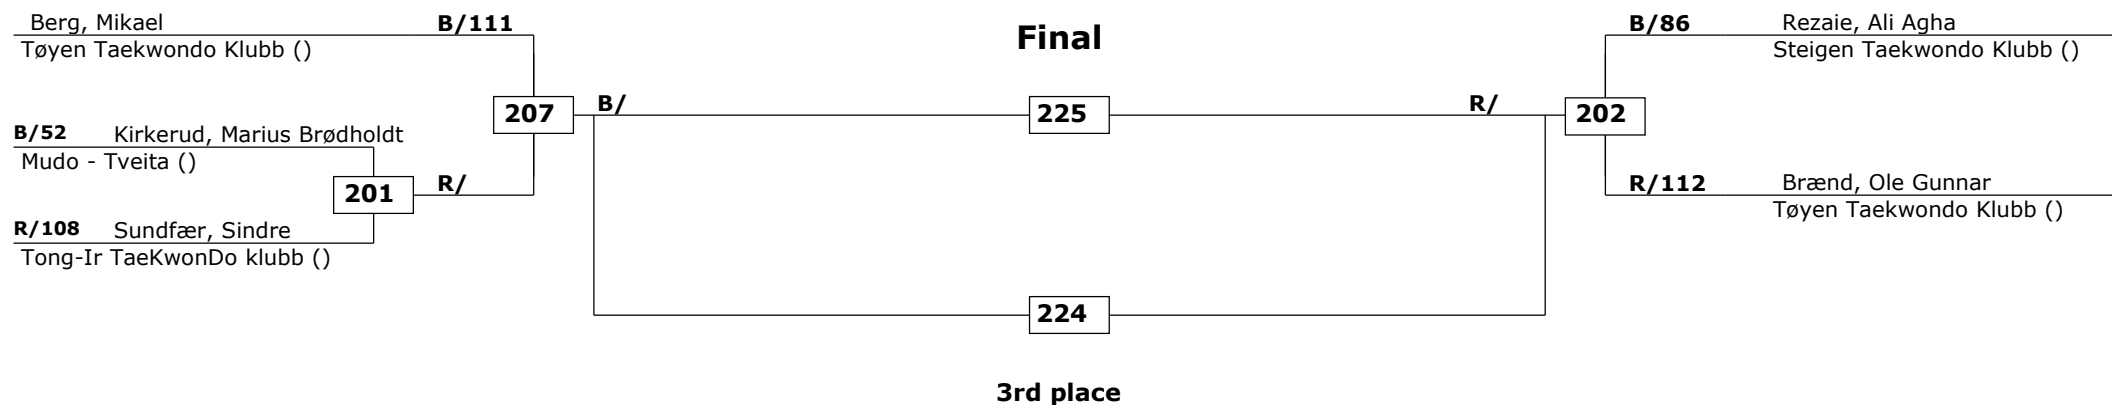 Berg, Mikael
B/111
Tøyen Taekwondo Klubb ()
Final
B/86
Rezaie, Ali Agha
Steigen Taekwondo Klubb ()
207
B/
225
R/
202
B/52
Kirkerud, Marius Brødholdt
Mudo - Tveita ()
201
R/
R/112
Brænd, Ole Gunnar
Tøyen Taekwondo Klubb ()
R/108
Sundfær, Sindre
Tong-Ir TaeKwonDo klubb ()
224
3rd place